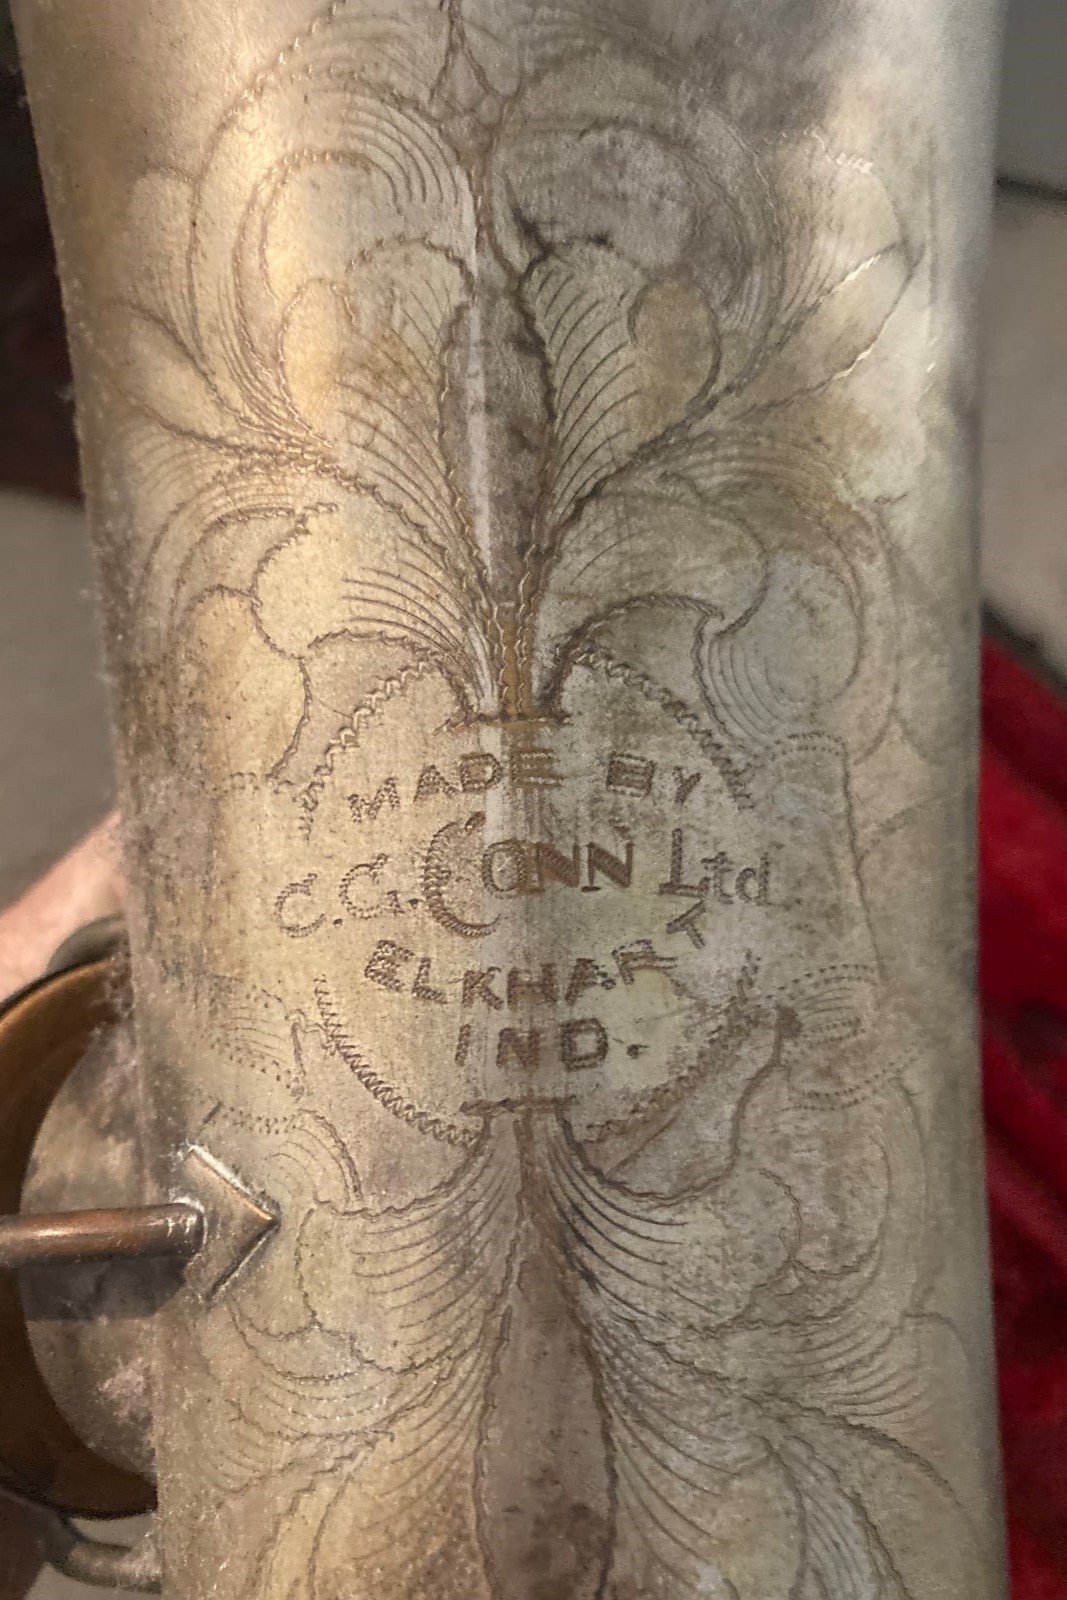 MADE BY
C.G. CONN Ltd.
ELKHART
IND.